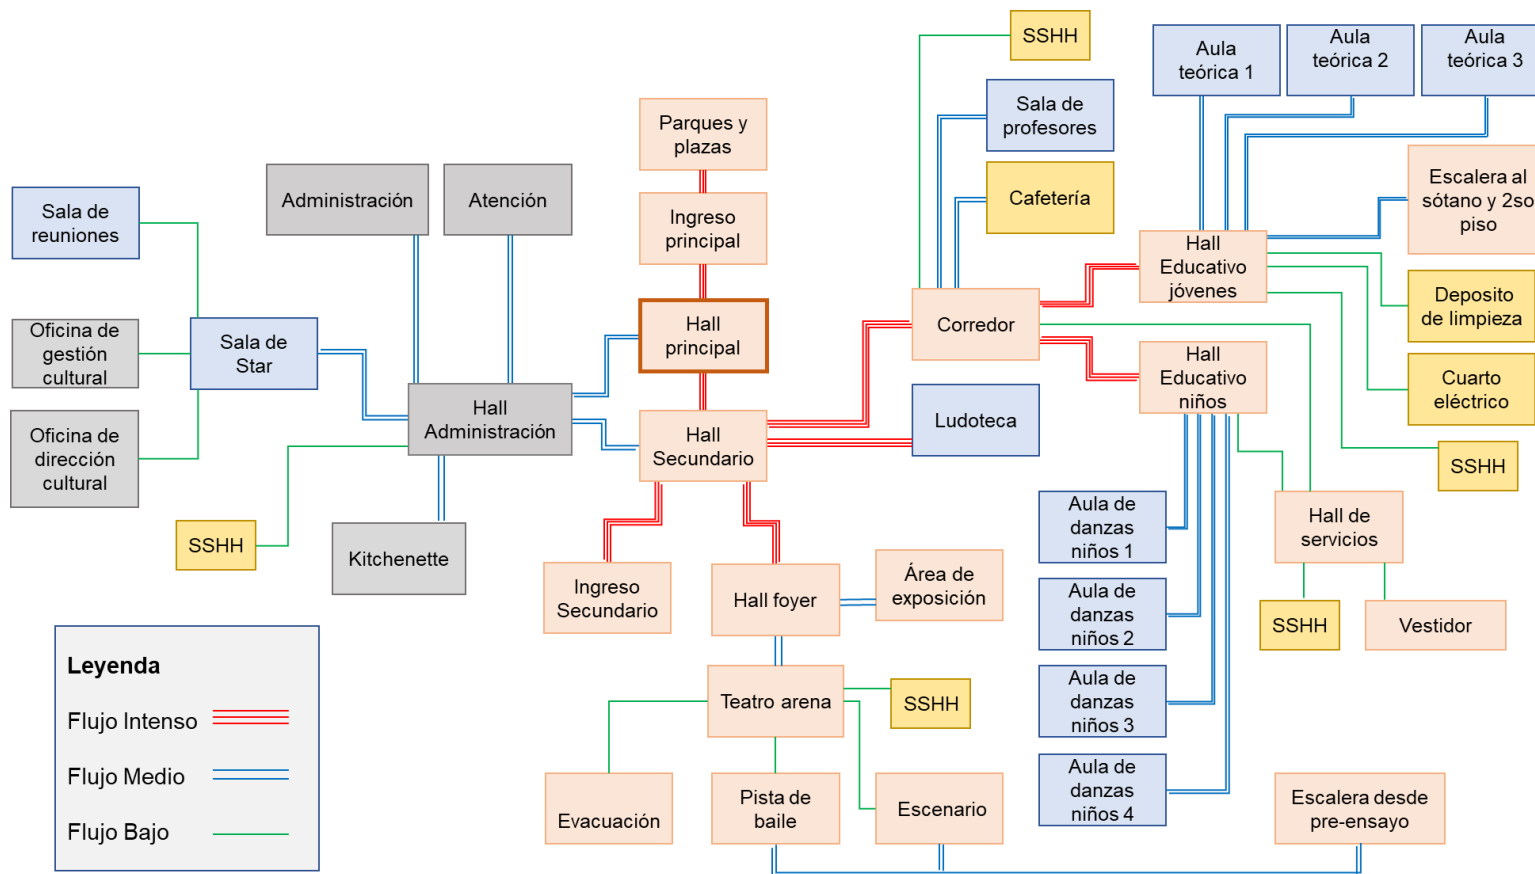 SSHH
Aula
teórica 1
Aula
teórica 2
Aula
teórica 3
Sala de
profesores
Parques y
plazas
Administración
Atención
Cafetería
Escalera al
sótano y 2so
piso
Sala de
reuniones
Ingreso
principal
Hall
Educativo
jóvenes
Deposito
de limpieza
Hall
principal
Corredor
Oficina de
gestión
cultural
Sala de
Star
Hall
Educativo
niños
Cuarto
eléctrico
Hall
Administración
Hall
Secundario
Ludoteca
Oficina de
dirección
cultural
SSHH
SSHH
Kitchenette
Aula de
danzas
niños 1
Hall de
servicios
Ingreso
Secundario
Hall foyer
Área de
exposición
Aula de
danzas
niños 2
SSHH
Vestidor
Leyenda
Flujo Intenso
Flujo Medio
Flujo Bajo
Teatro arena
SSHH
Aula de
danzas
niños 3
Evacuación
Pista de
baile
Escenario
Aula de
danzas
niños 4
Escalera desde
pre-ensayo